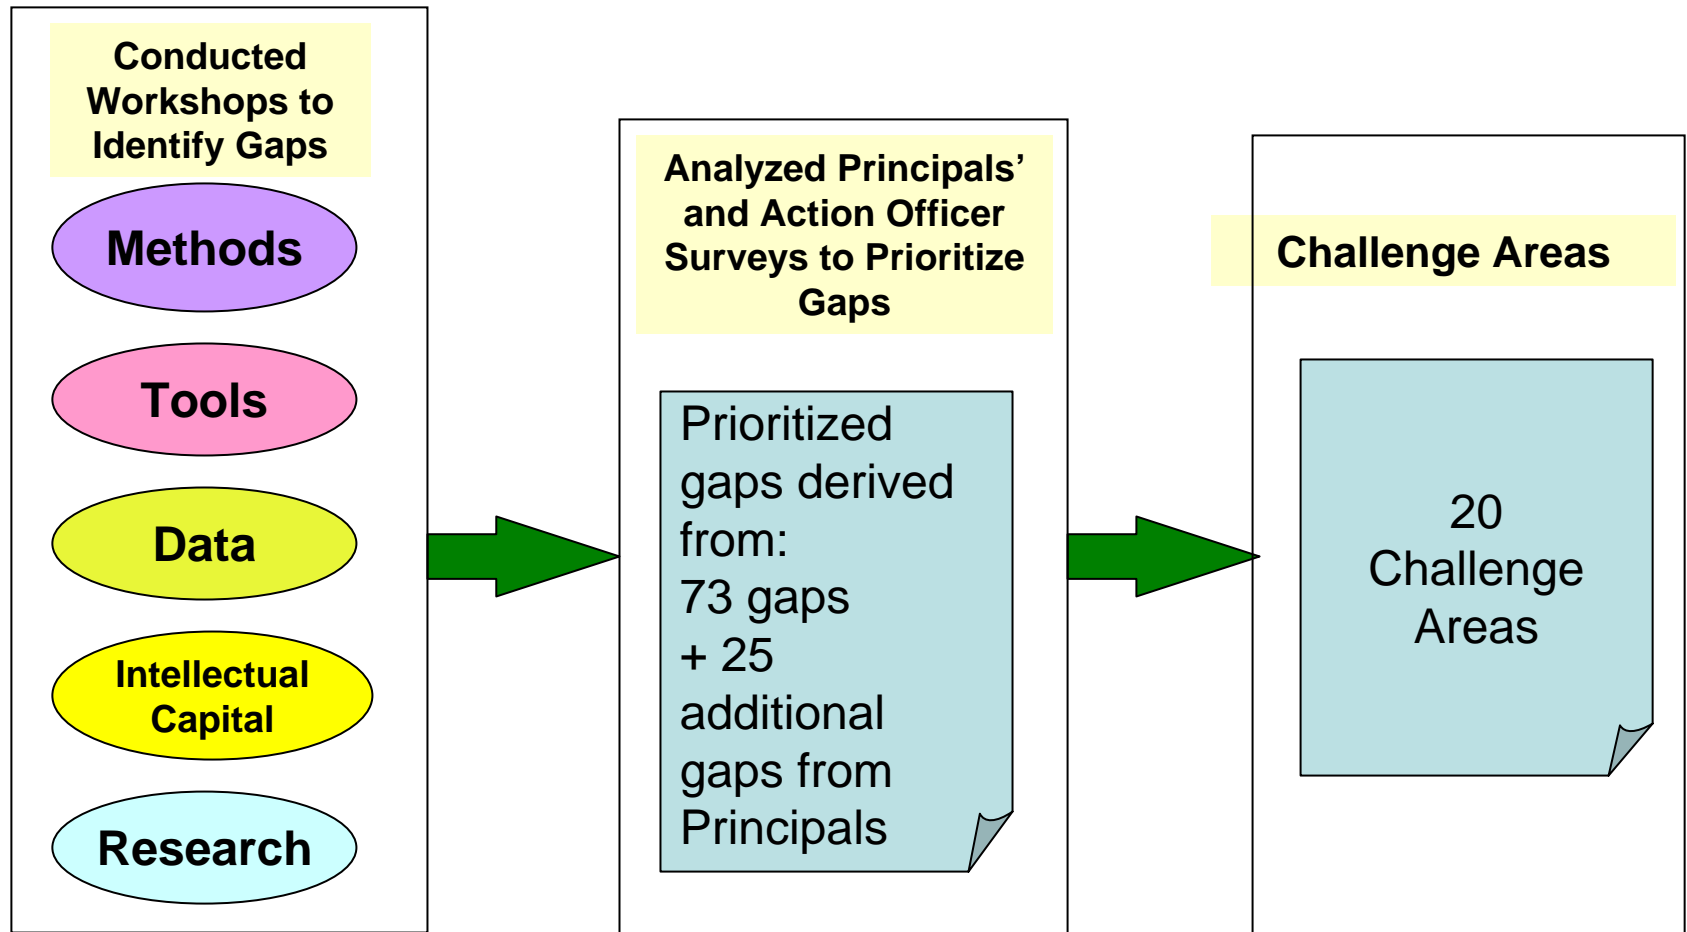 Conducted
Workshops to
Identify Gaps
Methods
Tools
Data
Intellectual
Capital
Research
Analyzed Principals’
and Action Officer
Surveys to Prioritize
Gaps
Prioritized
gaps derived
from:
73 gaps
+ 25
additional
gaps from
Principals
Challenge Areas
20
Challenge
Areas